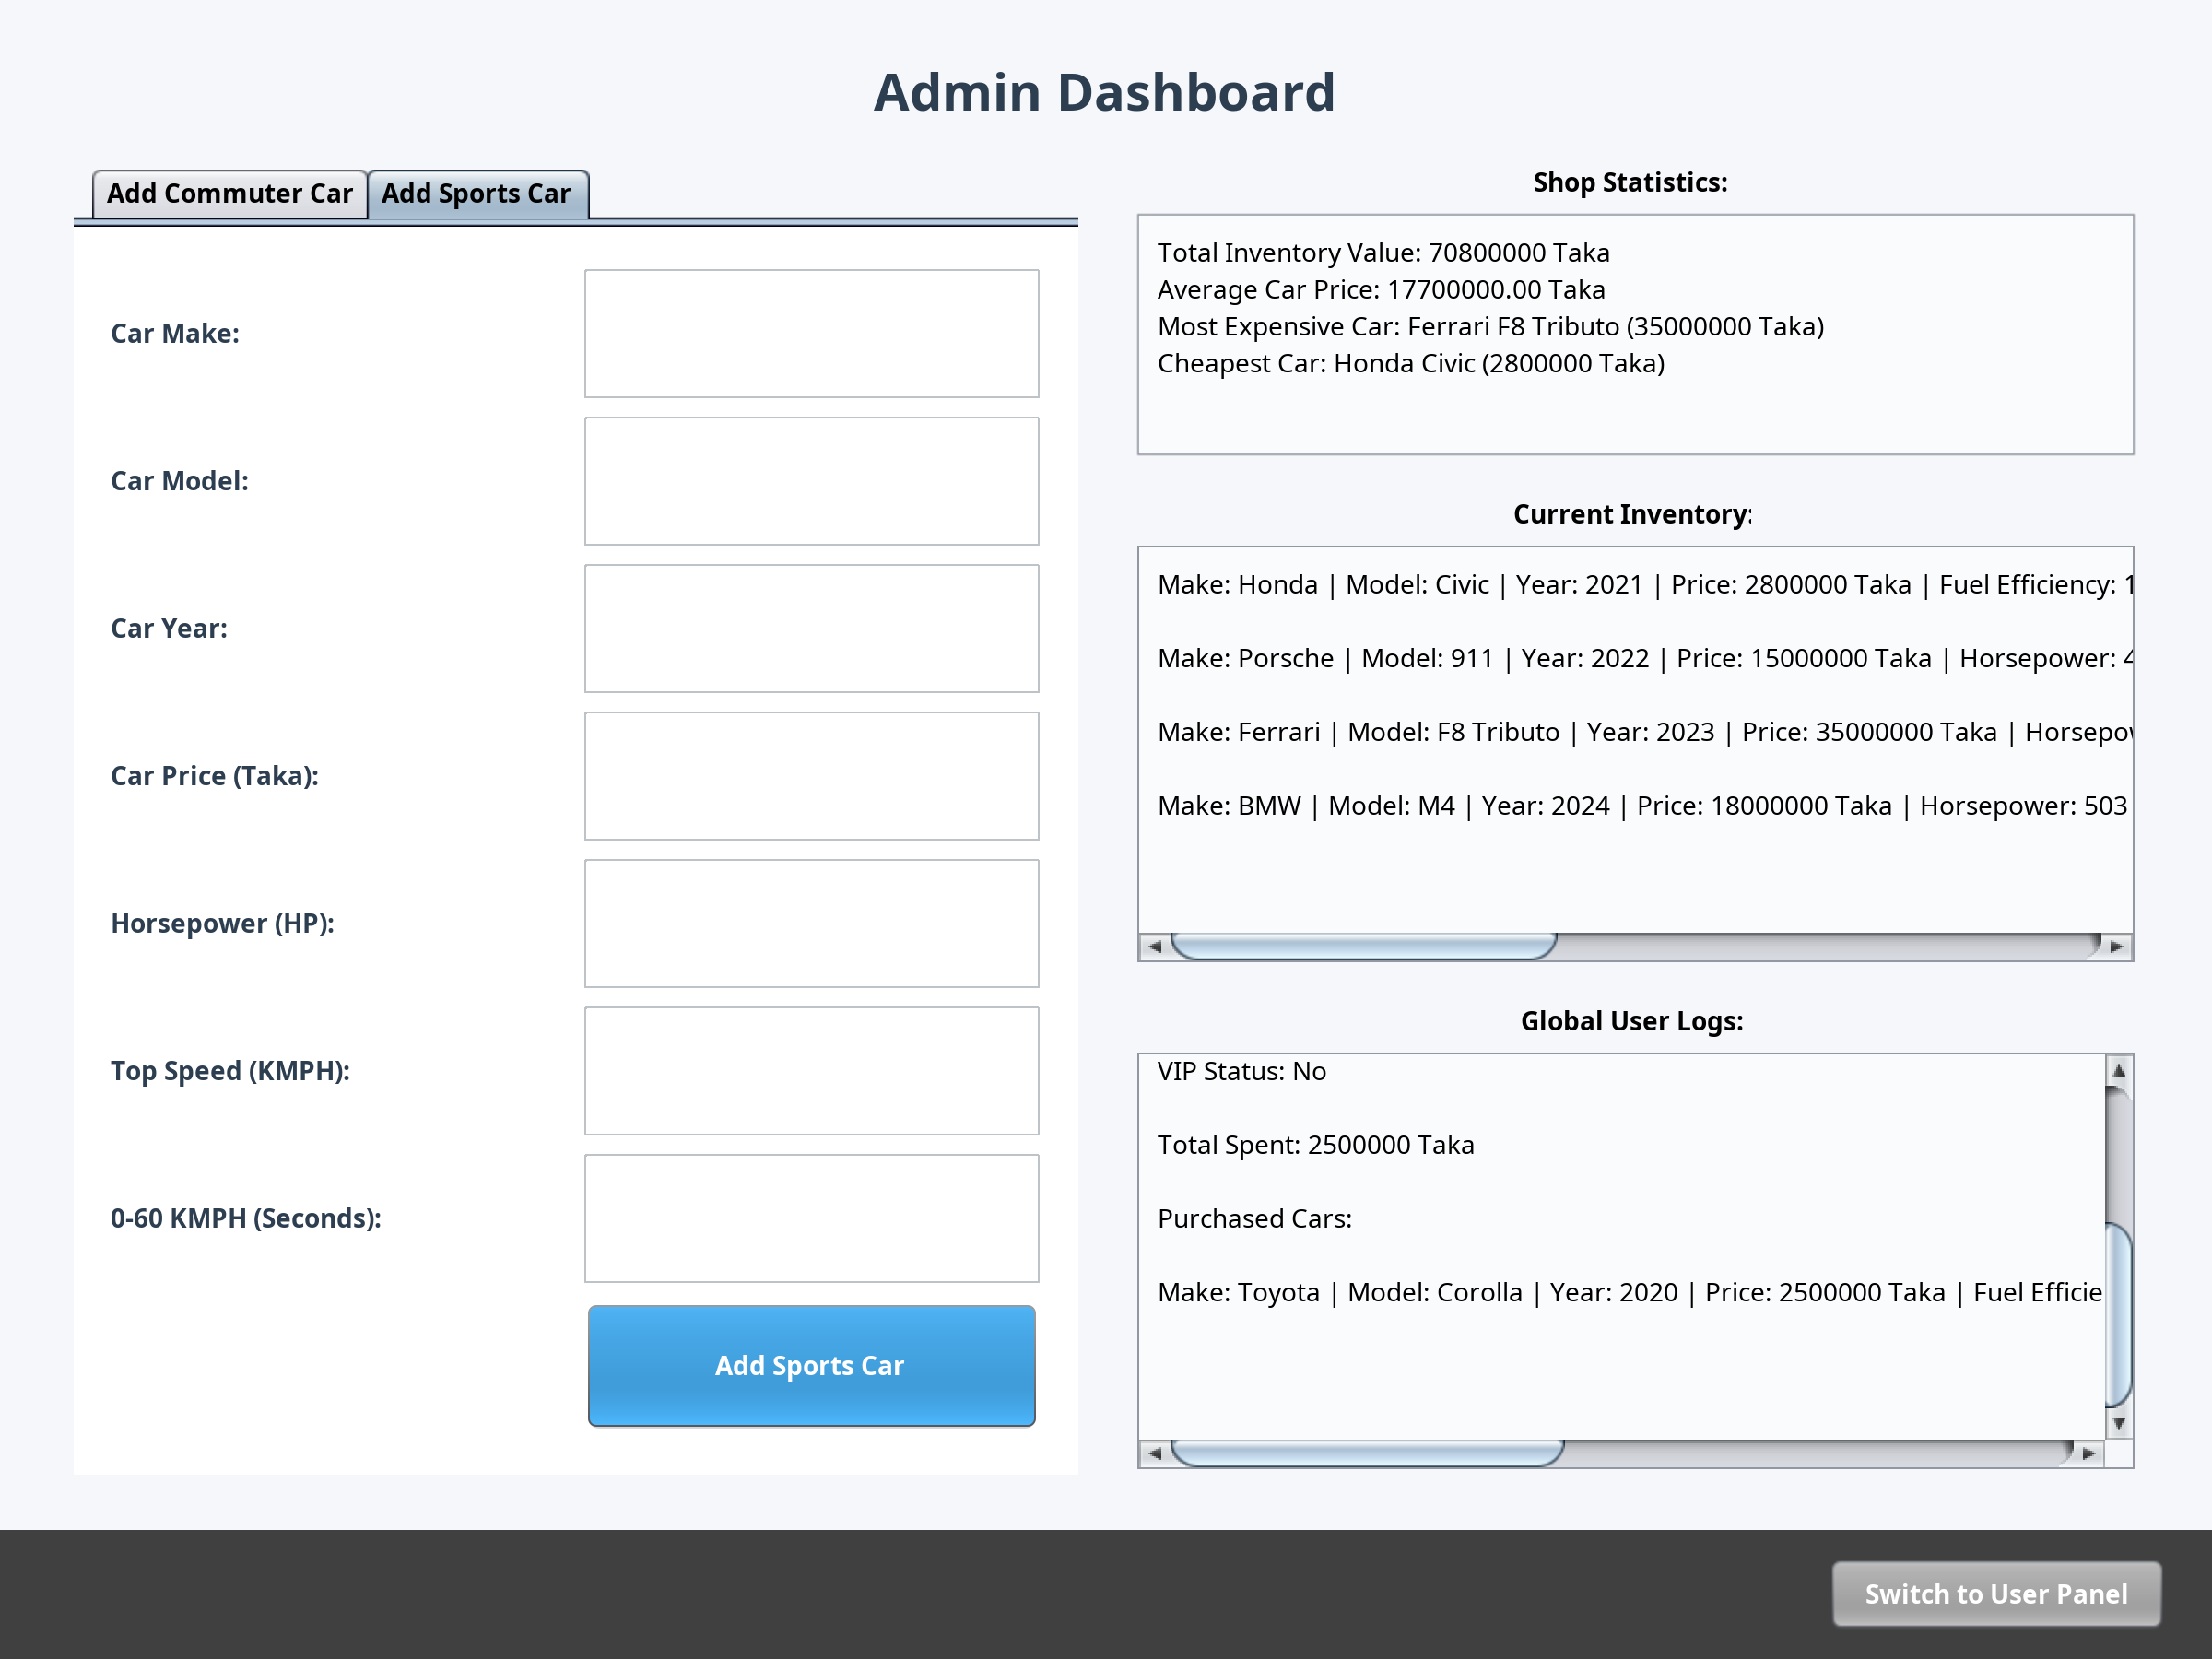 Admin Dashboard
Add Commuter Car
Add Sports Car
Car Make:
Car Model:
Car Year:
Car Price (Taka):
Horsepower (HP):
Top Speed (KMPH):
0-60 KMPH (Seconds):
Add Sports Car
Shop Statistics:
Total Inventory Value: 70800000 Taka
Average Car Price: 17700000.00 Taka
Most Expensive Car: Ferrari F8 Tributo (35000000 Taka)
Cheapest Car: Honda Civic (2800000 Taka)
Current Inventory:
Make: Honda | Model: Civic | Year: 2021 | Price: 2800000 Taka | Fuel Efficiency: 1
Make: Porsche | Model: 911 | Year: 2022 | Price: 15000000 Taka | Horsepower: 4
Make: Ferrari | Model: F8 Tributo | Year: 2023 | Price: 35000000 Taka | Horsepow
Make: BMW | Model: M4 | Year: 2024 | Price: 18000000 Taka | Horsepower: 503
Global User Logs:
VIP Status: No
Total Spent: 2500000 Taka
Purchased Cars:
Make: Toyota | Model: Corolla | Year: 2020 | Price: 2500000 Taka | Fuel Efficie
Switch to User Panel